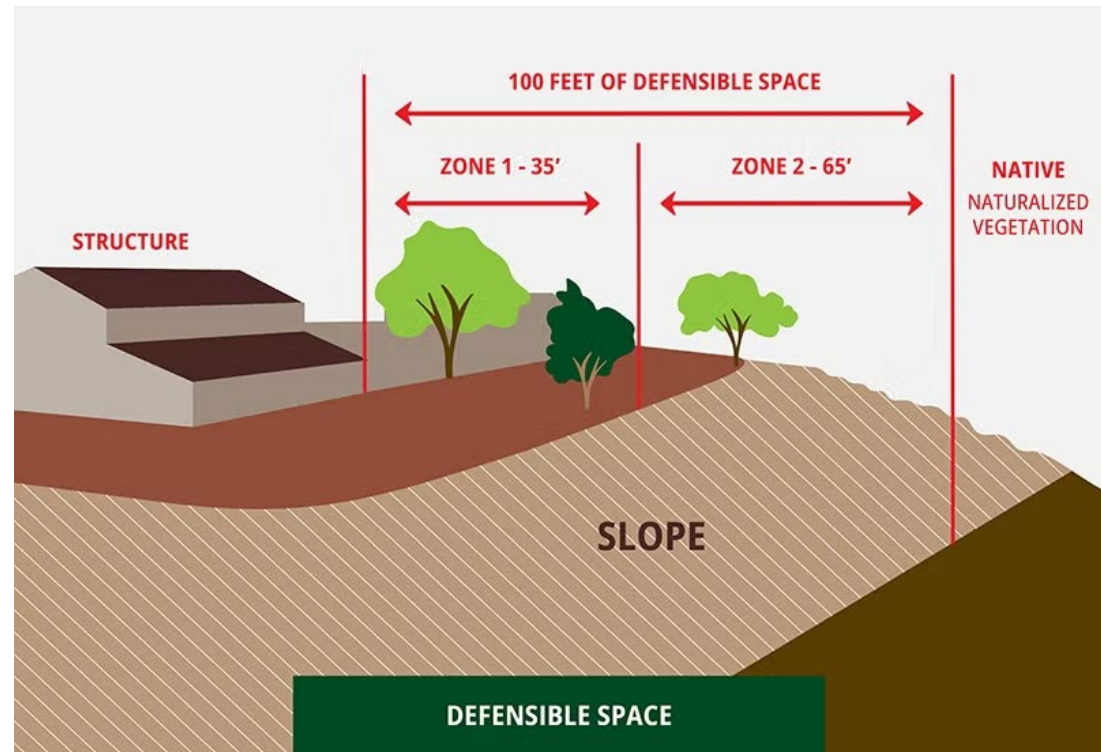 100 FEET OF DEFENSIBLE SPACE
ZONE 1 - 35'
ZONE 2 - 65'
NATIVE
NATURALIZED
VEGETATION
STRUCTURE
SLOPE
DEFENSIBLE SPACE